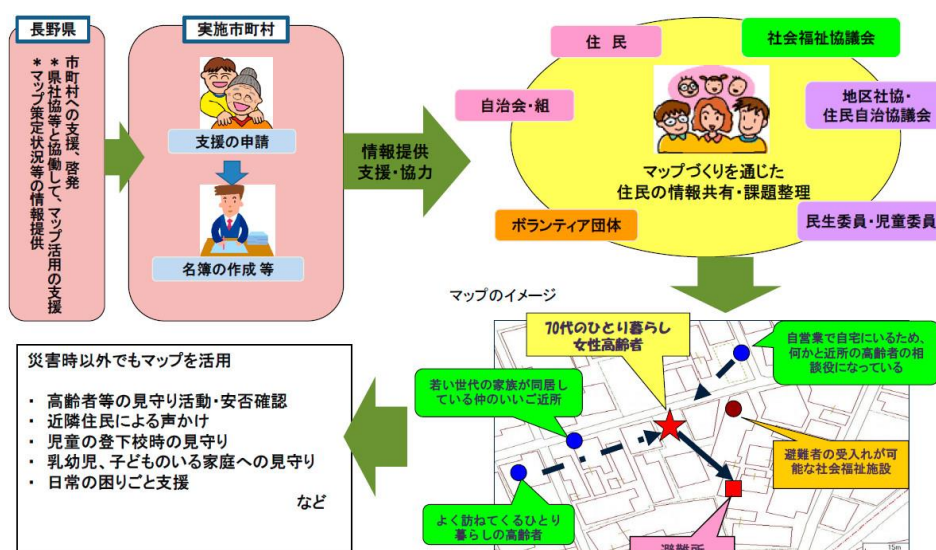 長野県
市町村への支援、啓発
＊県社協等と協働して、マップ活用の支援
＊マップ策定状況等の情報提供
実施市町村
支援の申請
名簿の作成 等
情報提供
支援・協力
住 民
社会福祉協議会
自治会・組
地区社協・
住民自治協議会
マップづくりを通じた
住民の情報共有・課題整理
ボランティア団体
民生委員・児童委員
マップのイメージ
70代のひとり暮らし
女性高齢者
自営業で自宅にいるため、
何かと近所の高齢者の相
談役になっている
若い世代の家族が同居し
ている仲のいいご近所
避難者の受入れが可
能な社会福祉施設
よく訪ねてくるひとり
暮らしの高齢者
避難所
15m
災害時以外でもマップを活用
・ 高齢者等の見守り活動・安否確認
・ 近隣住民による声かけ
・ 児童の登下校時の見守り
・ 乳幼児、子どものいる家庭への見守り
・ 日常の困りごと支援
など